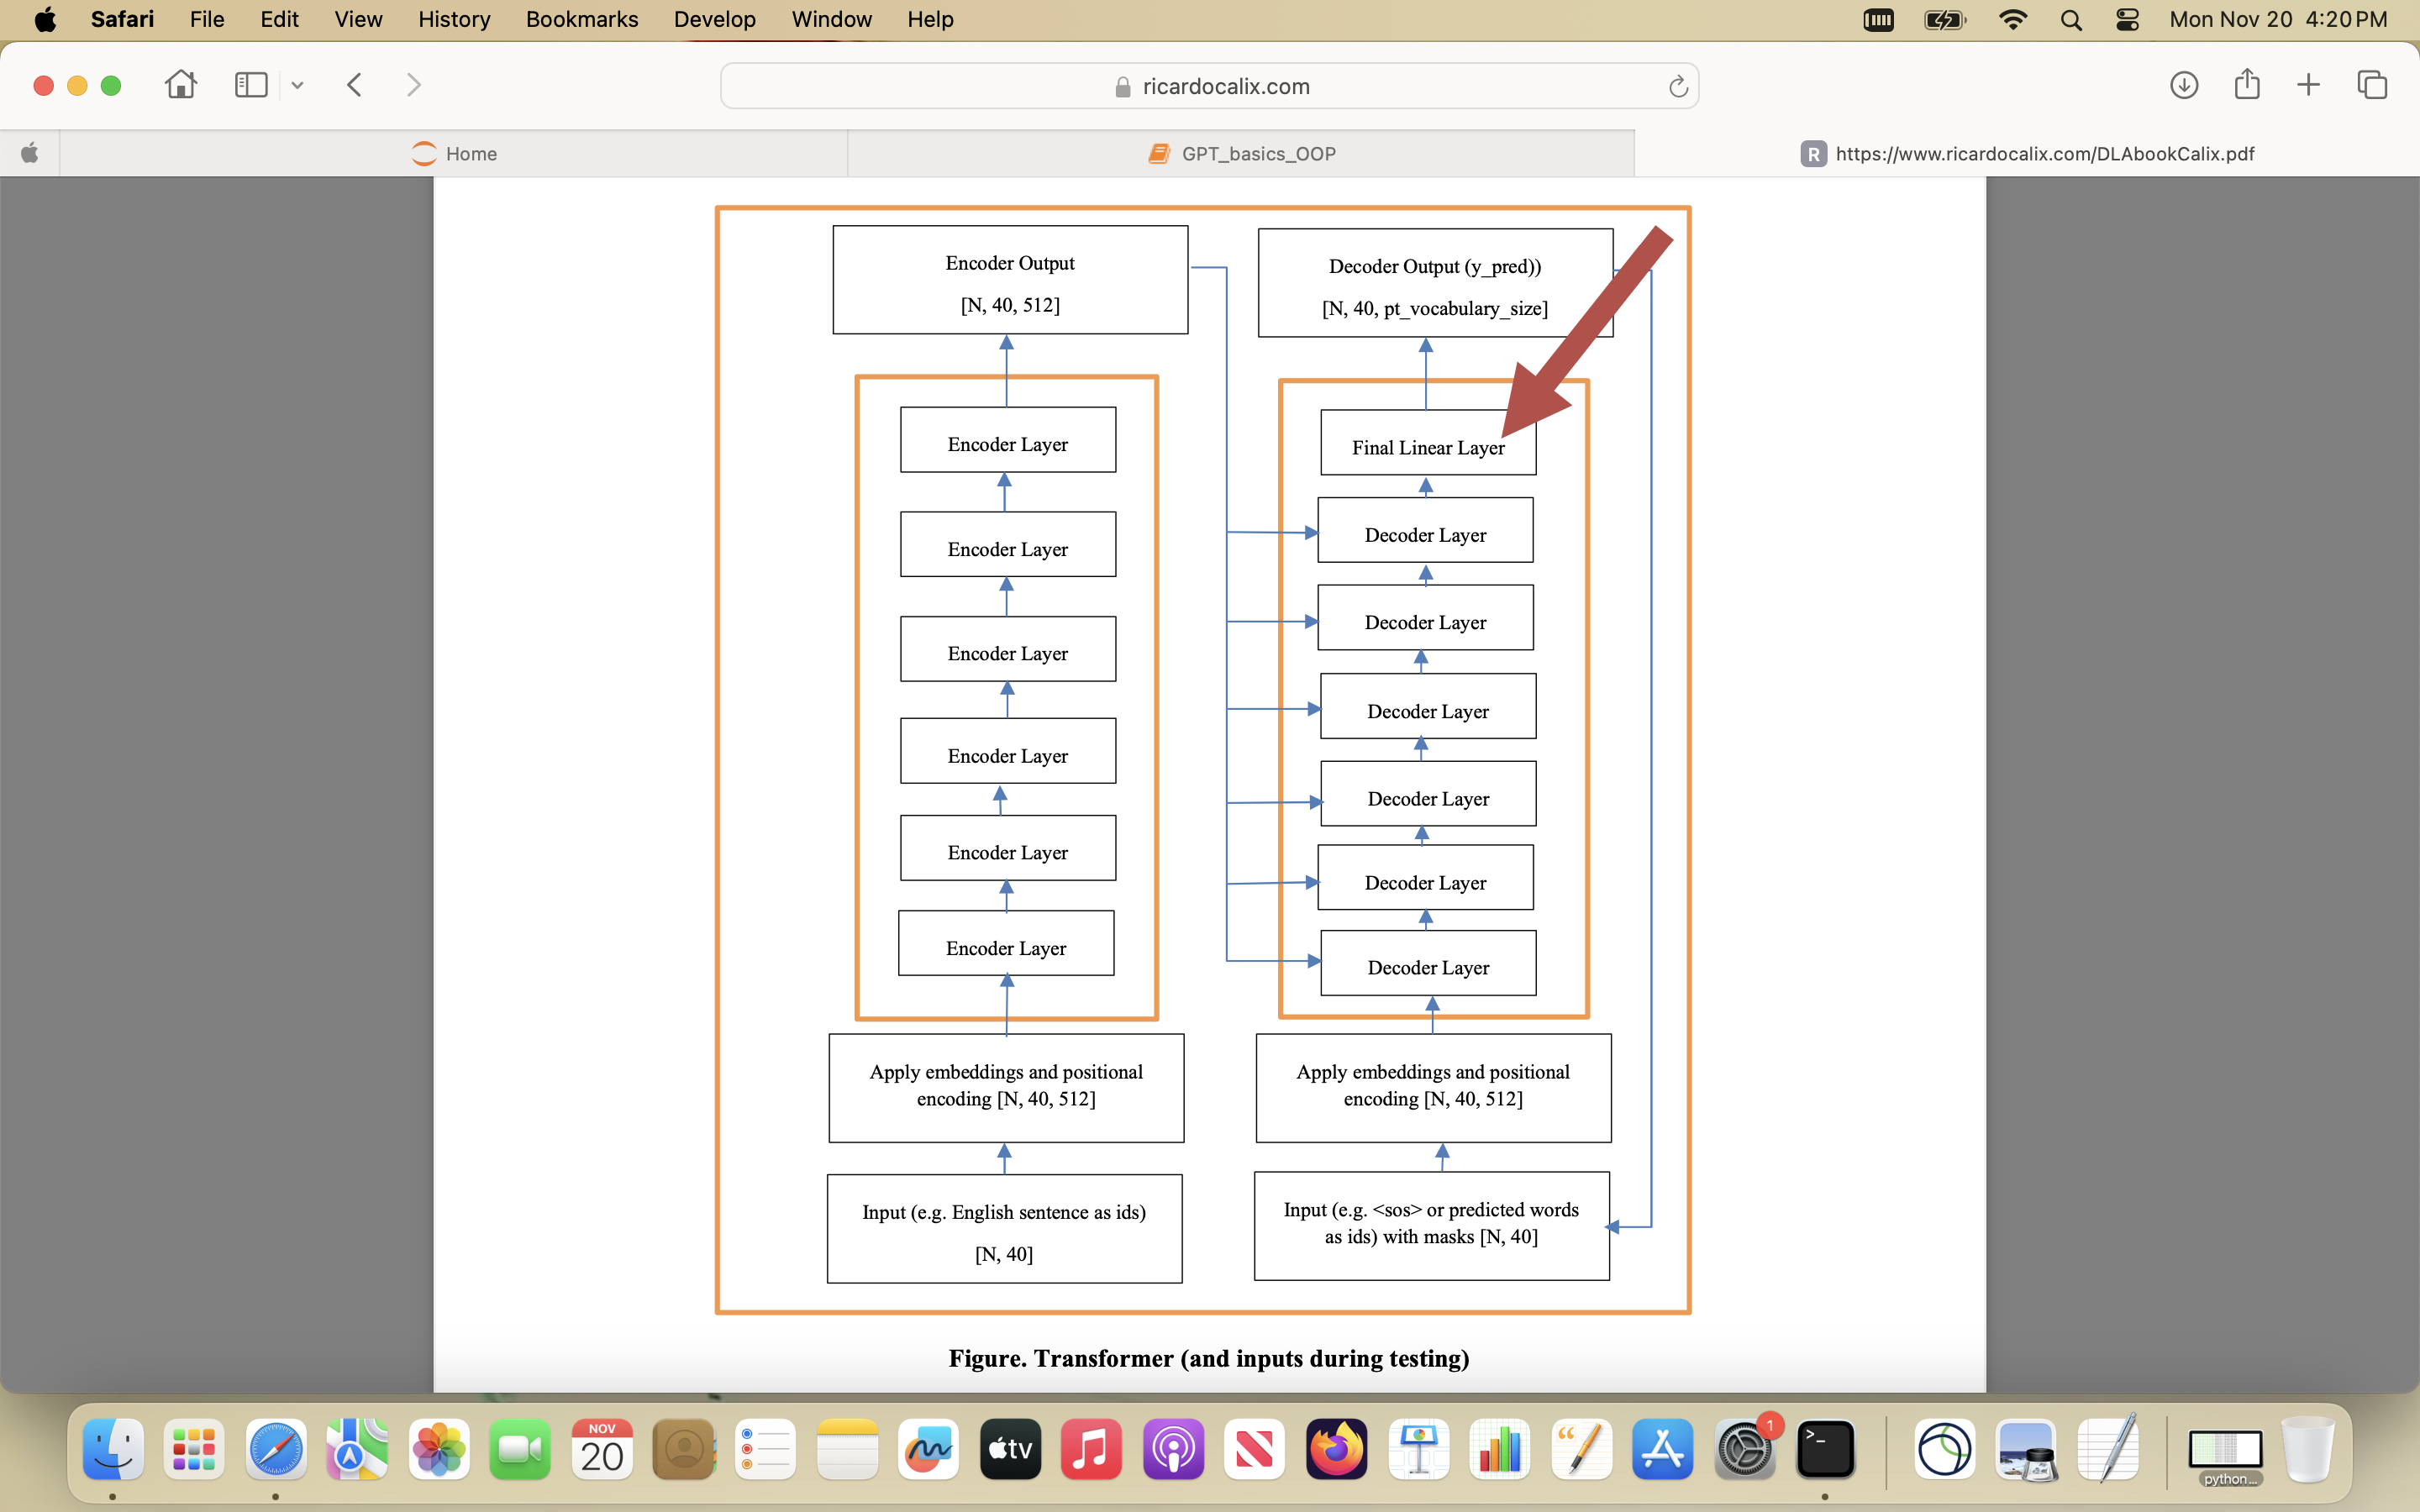 Safari File Edit View History Bookmarks Develop Window Help
Mon Nov 20 4:20 PM
ricardocalix.com
Home
GPT_basics_OOP
R https://www.ricardocalix.com/DLAbookCalix.pdf
Encoder Output
[N, 40, 512]
Encoder Layer
Encoder Layer
Encoder Layer
Encoder Layer
Encoder Layer
Encoder Layer
Apply embeddings and positional
encoding [N, 40, 512]
Input (e.g. English sentence as ids)
[N, 40]
Decoder Output (y_pred))
[N, 40, pt_vocabulary_size]
Final Linear Layer
Decoder Layer
Decoder Layer
Decoder Layer
Decoder Layer
Decoder Layer
Decoder Layer
Apply embeddings and positional
encoding [N, 40, 512]
Input (e.g. <sos> or predicted words
as ids) with masks [N, 40]
Figure. Transformer (and inputs during testing)
NOV
20
tv
1
>_
python...